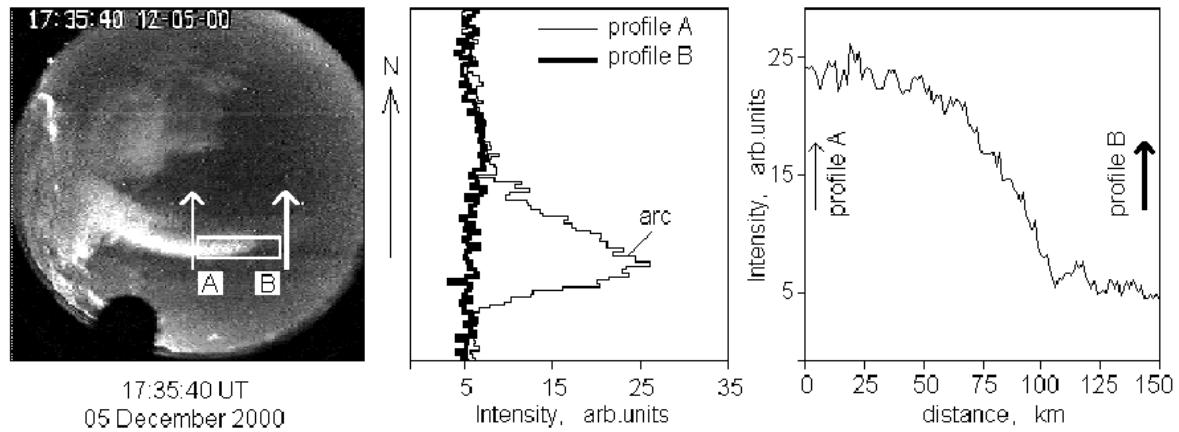 17:35:40 12-05-00
A
B
17:35:40 UT
05 December 2000
N
profile A
profile B
arc
5
15
25
35
Intensity, arb.units
25
15
5
Intensity, arb.units
profile A
profile B
0
25
50
75
100
125
150
distance, km